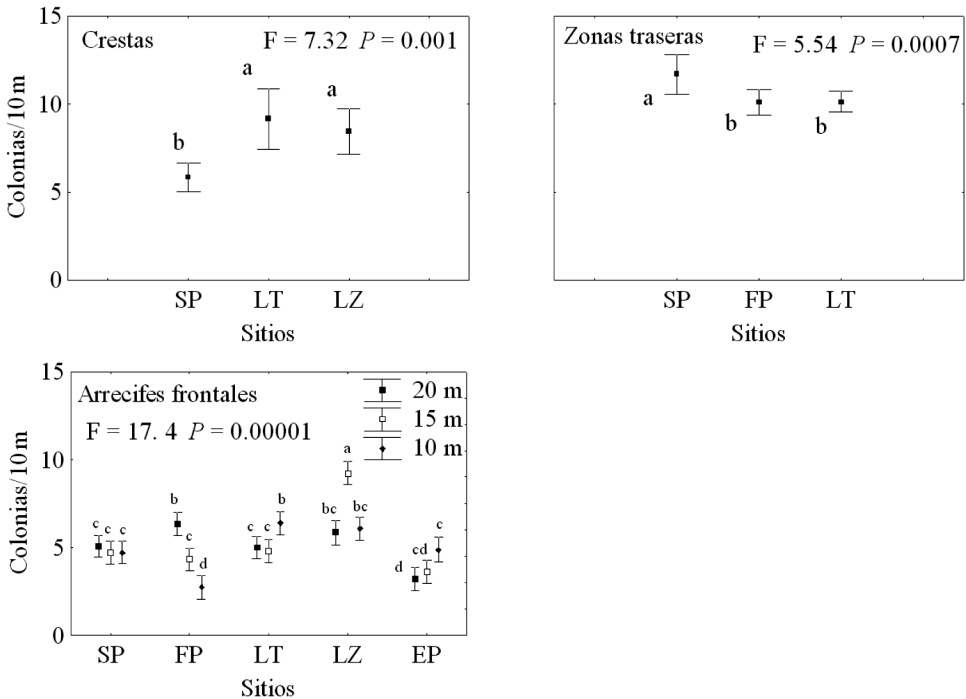 15
10
5
0
Colonias/10 m
Crestas
F = 7.32 P = 0.001
b
a
a
SP LT LZ
Sitios
Zonas traseras
F = 5.54 P = 0.0007
a
b
b
SP FP LT
Sitios
15
10
5
0
Colonias/10 m
Arrecifes frontales
F = 17. 4 P = 0.00001
20 m
15 m
10 m
c c c
b
c
d
c c
b
bc
a
bc
d
cd
c
SP FP LT LZ EP
Sitios